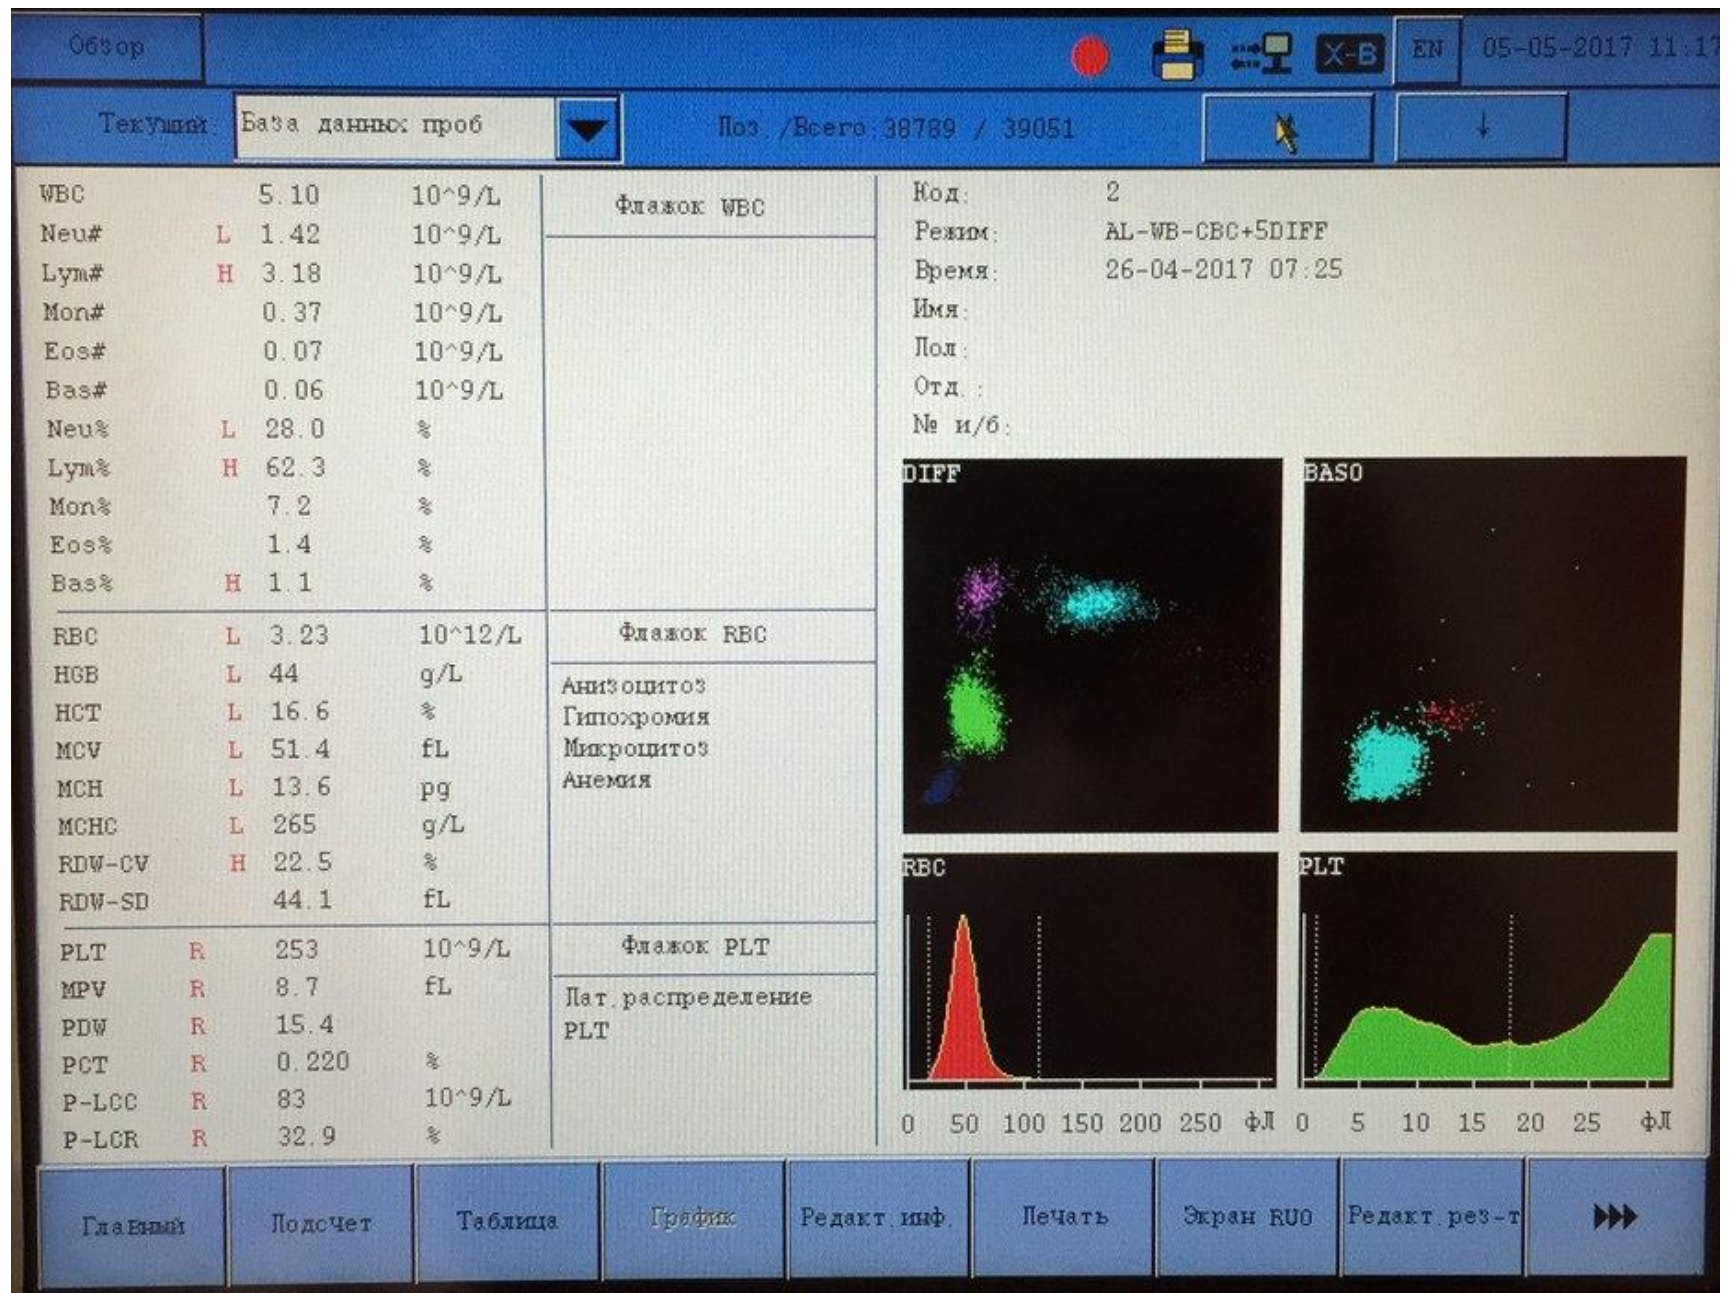 Обзор
X-B EN 05-05-2017 11:17
Текущий: База данных проб Поз./Всего:38789 / 39051 ↓
WBC 5.10 10^9/L
Neu# L 1.42 10^9/L
Lym# H 3.18 10^9/L
Mon# 0.37 10^9/L
Eos# 0.07 10^9/L
Bas# 0.06 10^9/L
Neu% L 28.0 %
Lym% H 62.3 %
Mon% 7.2 %
Eos% 1.4 %
Bas% H 1.1 %
RBC L 3.23 10^12/L
HGB L 44 g/L
HCT L 16.6 %
MCV L 51.4 fL
MCH L 13.6 pg
MCHC L 265 g/L
RDW-CV H 22.5 %
RDW-SD 44.1 fL
PLT R 253 10^9/L
MPV R 8.7 fL
PDW R 15.4
PCT R 0.220 %
P-LCC R 83 10^9/L
P-LCR R 32.9 %
Флажок WBC
Флажок RBC
Анизоцитоз
Гипохромия
Микроцитоз
Анемия
Флажок PLT
Пат.распределение
PLT
Код: 2
Режим: AL-WB-CBC+5DIFF
Время: 26-04-2017 07:25
Имя:
Пол:
Отд.:
№ и/б:
DIFF BASO
RBC PLT
0 50 100 150 200 250 фЛ 0 5 10 15 20 25 фЛ
Главный Подсчет Таблица График Редакт.инф. Печать Экран RUO Редакт.рез-т